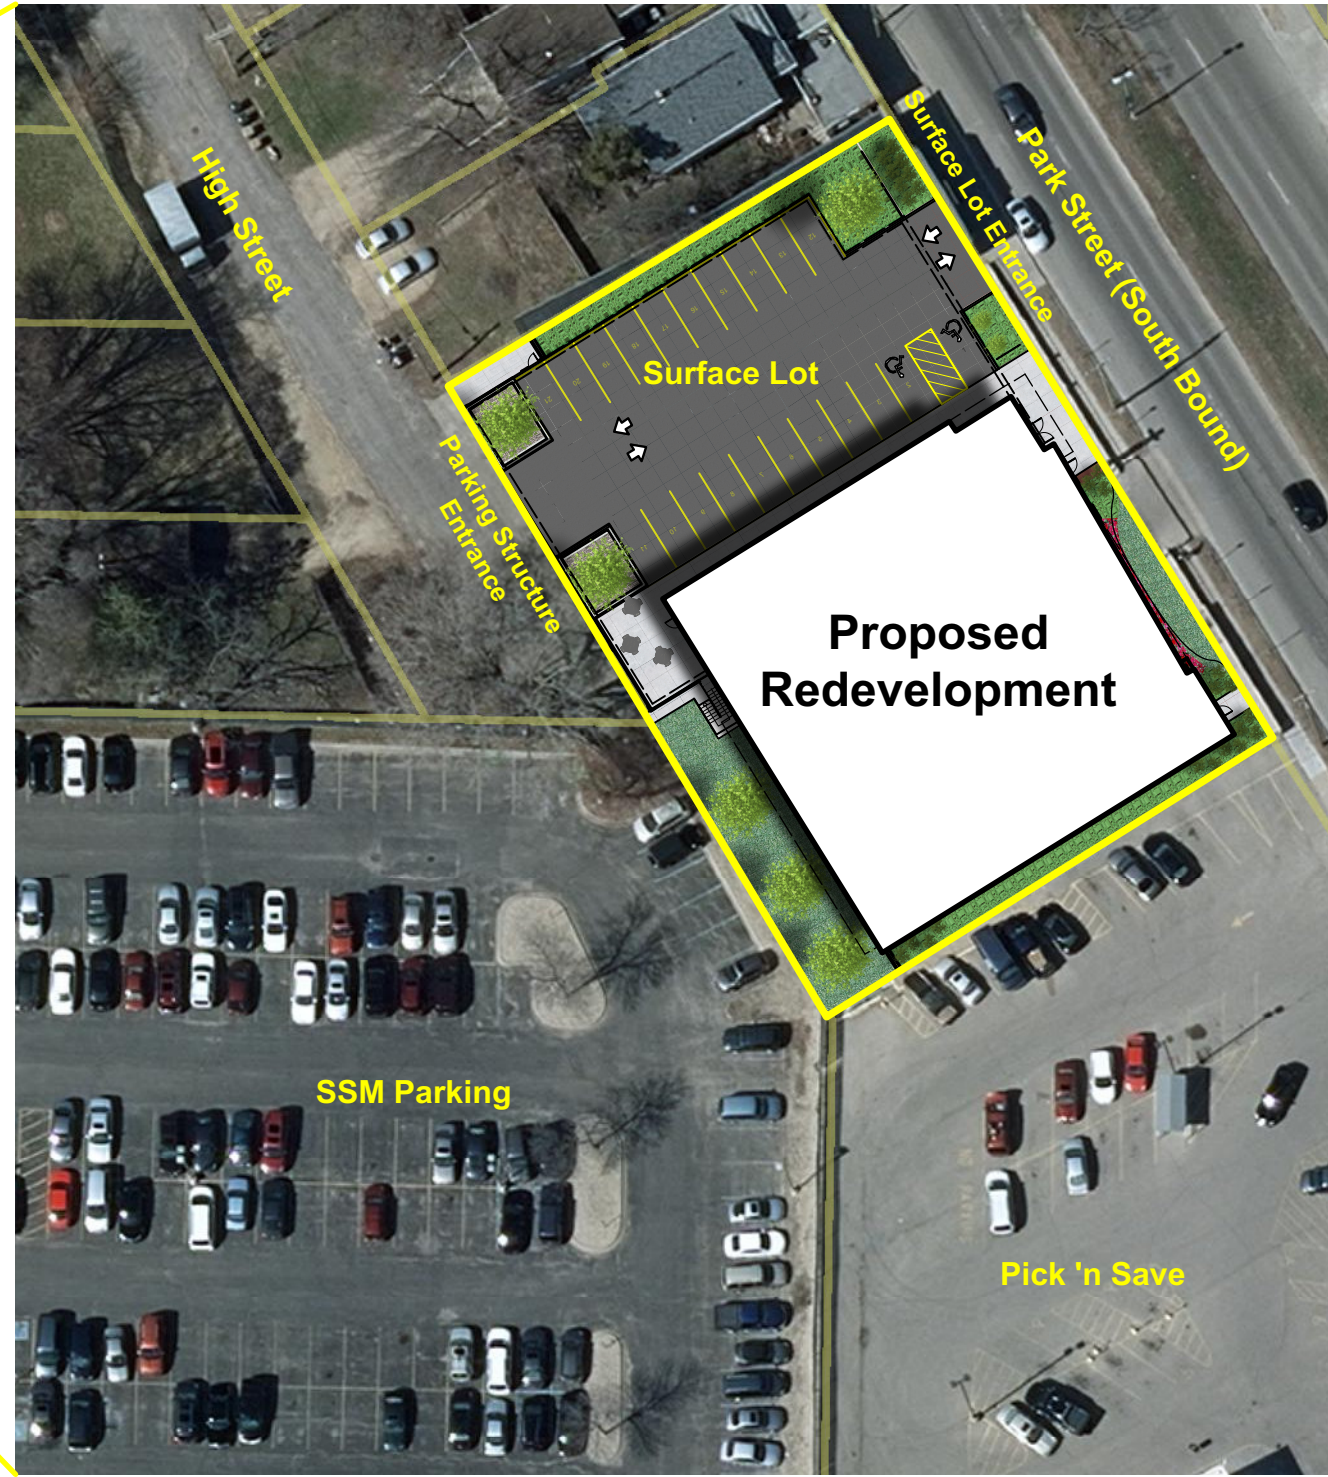 High Street
Surface Lot Entrance
Park Street (South Bound)
Surface Lot
Parking Structure
Entrance
Proposed
Redevelopment
SSM Parking
Pick 'n Save